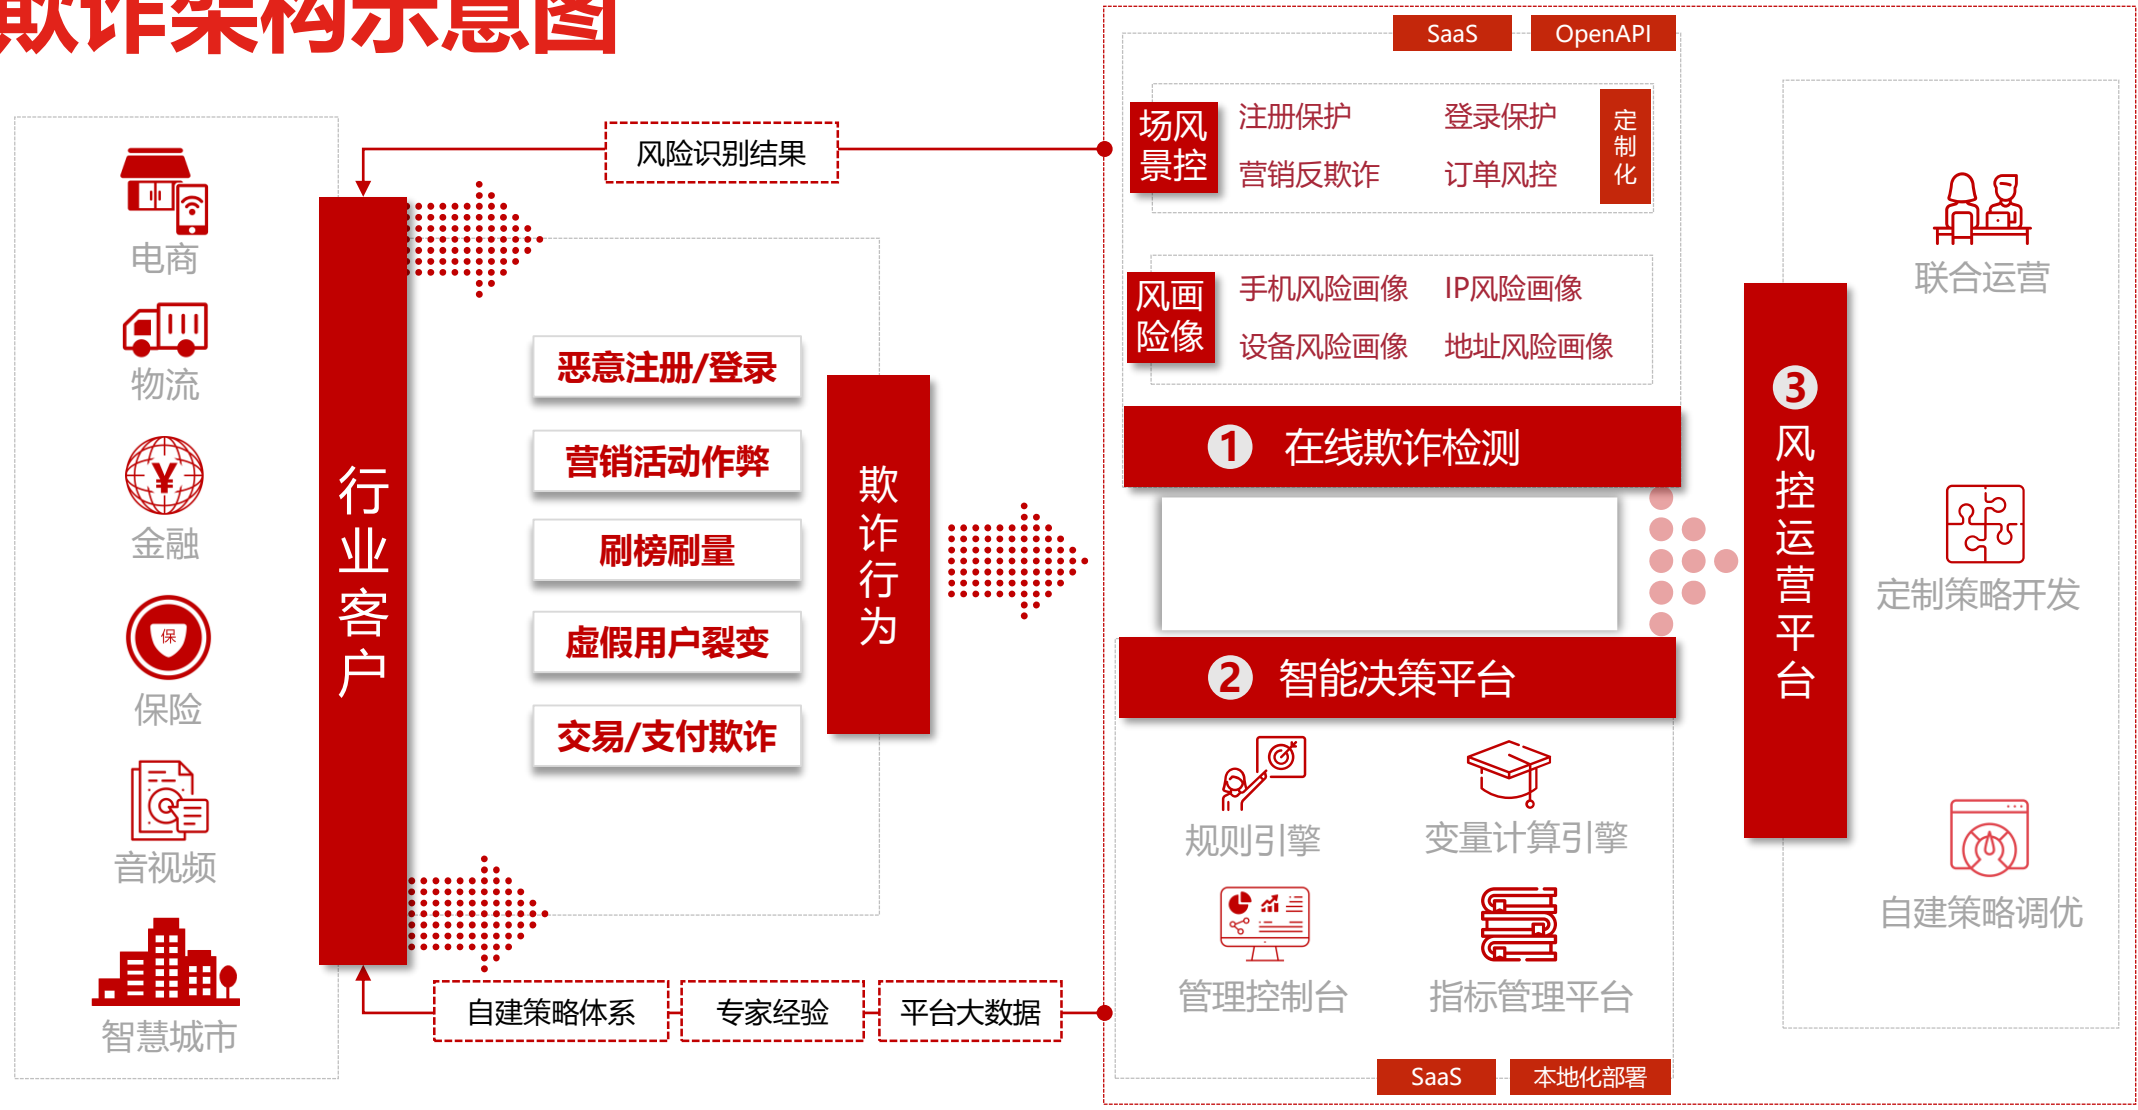 欺诈架构示意图
SaaS
OpenAPI
场风
景控
注册保护
登录保护
营销反欺诈
订单风控
定
制
化
风险识别结果
电商
物流
金融
保
保险
音视频
智慧城市
行
业
客
户
恶意注册/登录
营销活动作弊
刷榜刷量
虚假用户裂变
交易/支付欺诈
欺
诈
行
为
风画
险像
手机风险画像
IP风险画像
设备风险画像
地址风险画像
1 在线欺诈检测
2 智能决策平台
规则引擎
变量计算引擎
管理控制台
指标管理平台
SaaS
本地化部署
3
风
控
运
营
平
台
联合运营
定制策略开发
自建策略调优
自建策略体系
专家经验
平台大数据